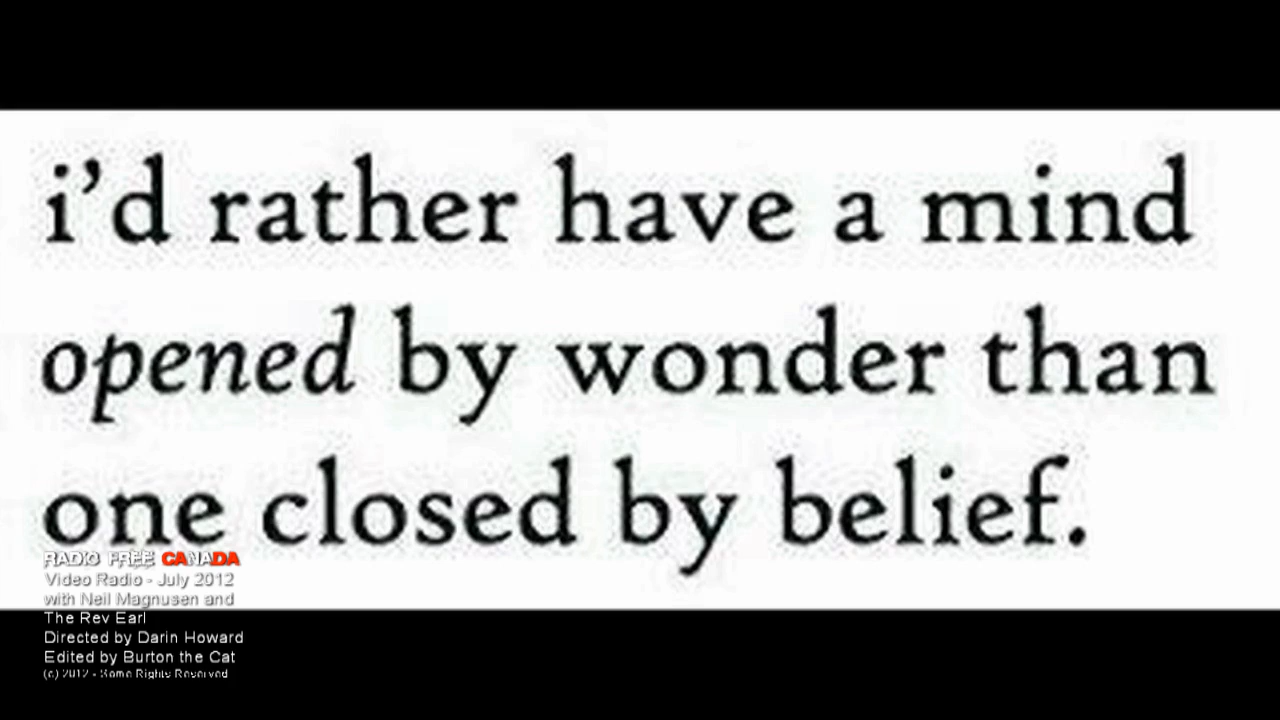 i’d rather have a mind
opened by wonder than
one closed by belief.
RADIO FREE CANADA
Video Radio - July 2012
with Neil Magnusen and
The Rev Earl
Directed by Darin Howard
Edited by Burton the Cat
(c) 2012 - Some Rights Reserved